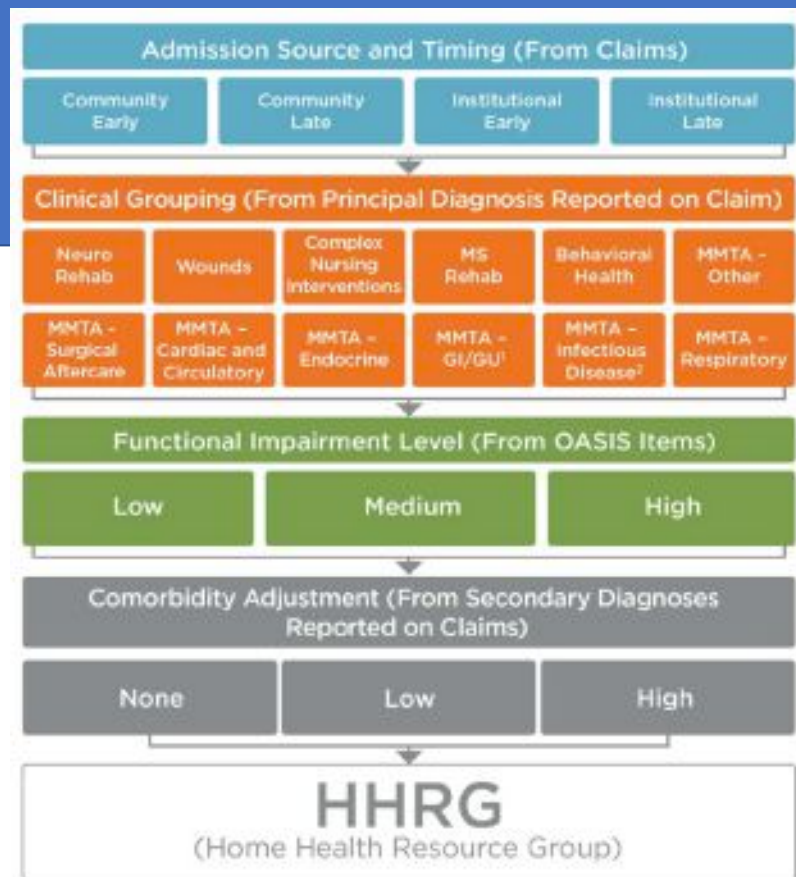 Admission Source and Timing (From Claims)
Community
Early
Community
Late
Institutional
Early
Institutional
Late
Clinical Grouping (From Principal Diagnosis Reported on Claim)
Neuro
Rehab
Wounds
Complex
Nursing
Interventions
MS
Rehab
Behavioral
Health
MMTA –
Other
MMTA –
Surgical
Aftercare
MMTA –
Cardiac and
Circulatory
MMTA –
Endocrine
MMTA –
GI/GU¹
MMTA –
Infectious
Disease²
MMTA –
Respiratory
Functional Impairment Level (From OASIS Items)
Low
Medium
High
Comorbidity Adjustment (From Secondary Diagnoses
Reported on Claims)
None
Low
High
HHRG
(Home Health Resource Group)